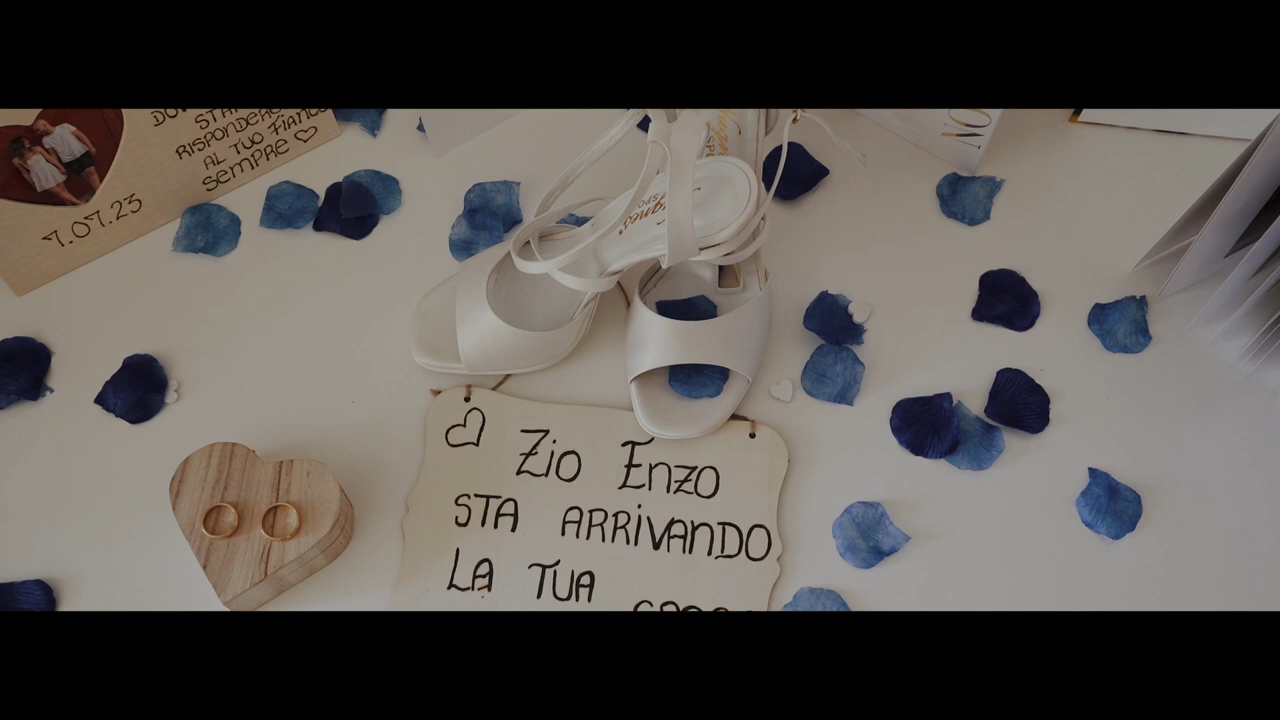 STA
RISPONDERÒ
AL TUO FIANCO
SEMPRE
7.07.23
Zio Enzo
STA ARRIVANDO
LA TUA